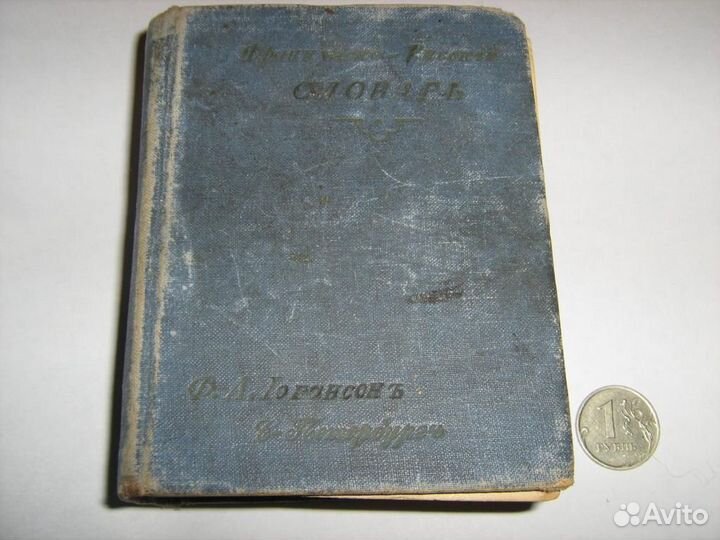 Французско-Русскій
СЛОВАРЬ
Ф. А. Іогансонъ
С.-Петербургъ
1
РУБЛЬ
Avito